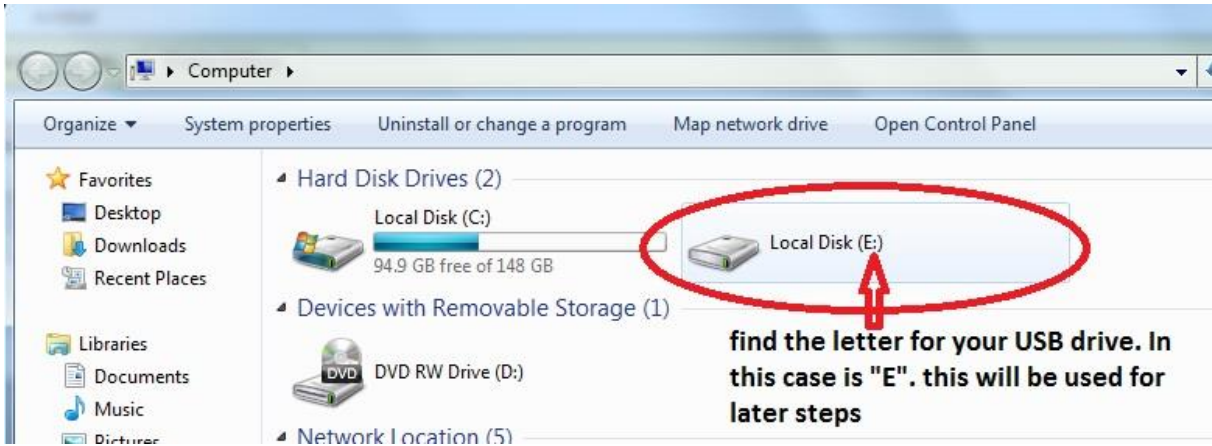 Computer
Organize System properties Uninstall or change a program Map network drive Open Control Panel
Favorites
Desktop
Downloads
Recent Places
Libraries
Documents
Music
Pictures
Hard Disk Drives (2)
Local Disk (C:)
94.9 GB free of 148 GB
Local Disk (E:)
Devices with Removable Storage (1)
DVD
DVD RW Drive (D:)
find the letter for your USB drive. In
this case is "E". this will be used for
later steps
Network Location (5)